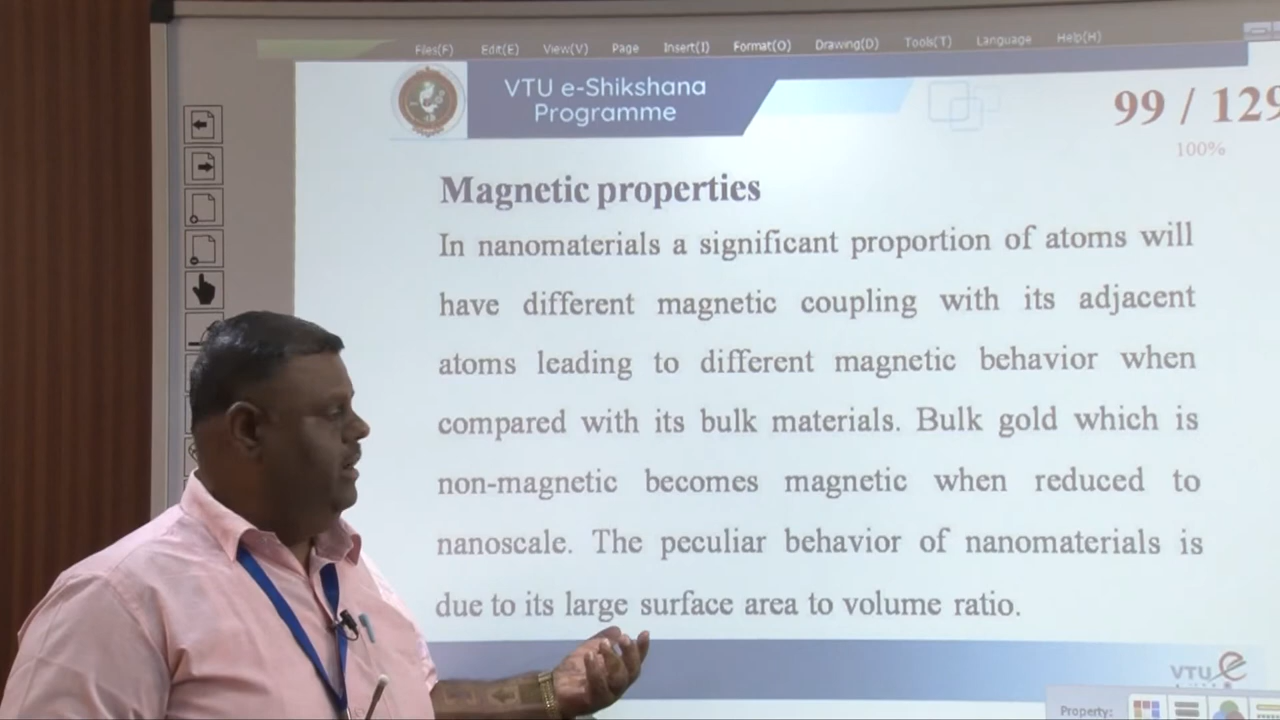 Files(F) Edit(E) View(V) Page Insert(I) Format(O) Drawing(D) Tools(T) Language Help(H)
VTU e-Shikshana
Programme
99 / 129
100%
Magnetic properties
In nanomaterials a significant proportion of atoms will
have different magnetic coupling with its adjacent
atoms leading to different magnetic behavior when
compared with its bulk materials. Bulk gold which is
non-magnetic becomes magnetic when reduced to
nanoscale. The peculiar behavior of nanomaterials is
due to its large surface area to volume ratio.
VTU e
Property: